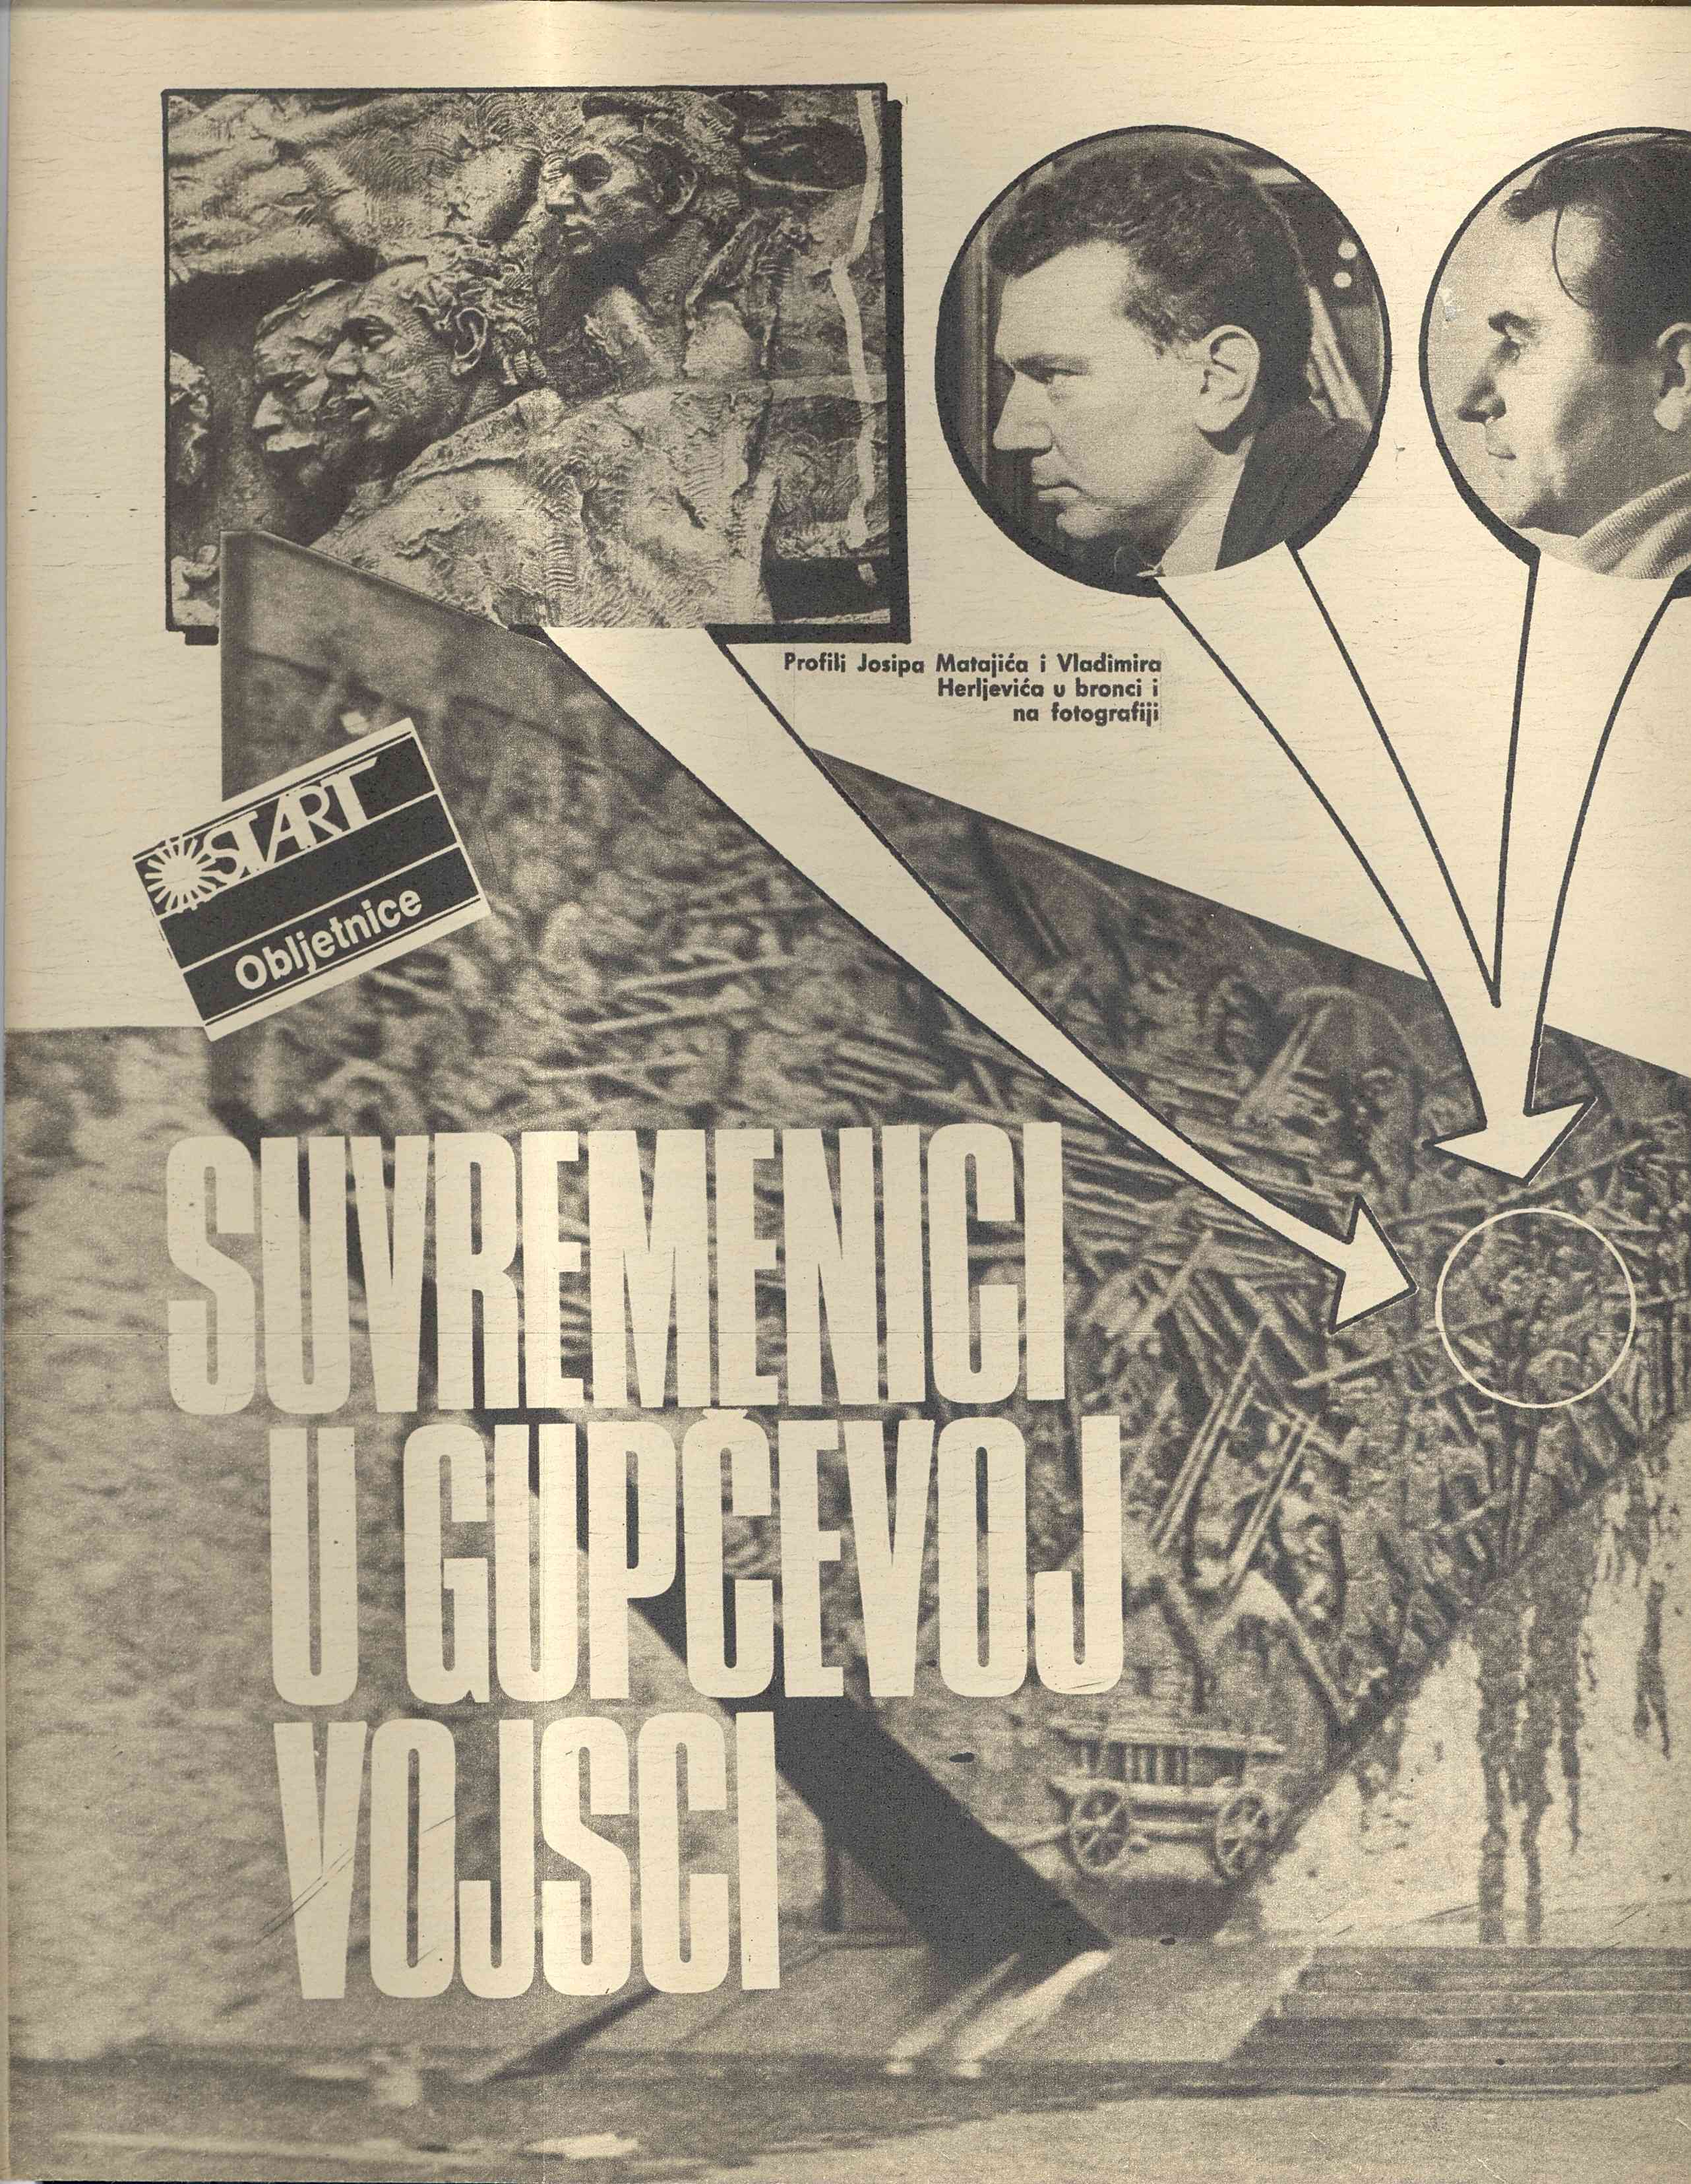 Profili Josipa Matajića i Vladimira
Herljevića u bronci i
na fotografiji
START
Obljetnice
SUVREMENICI
U GUPČEVOJ
VOJSCI